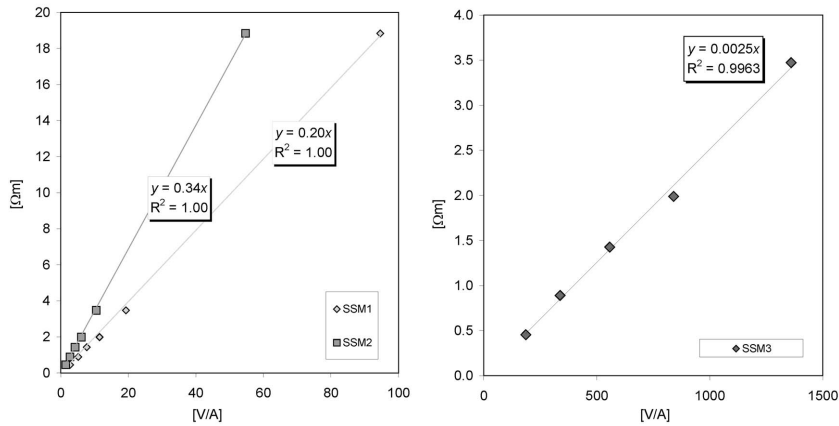 20
18
16
14
12
10
8
6
4
2
0
[Ωm]
y = 0.20x
R² = 1.00
y = 0.34x
R² = 1.00
SSM1
SSM2
0 20 40 60 80 100
[V/A]
4.0
3.5
3.0
2.5
2.0
1.5
1.0
0.5
0.0
[Ωm]
y = 0.0025x
R² = 0.9963
SSM3
0 500 1000 1500
[V/A]